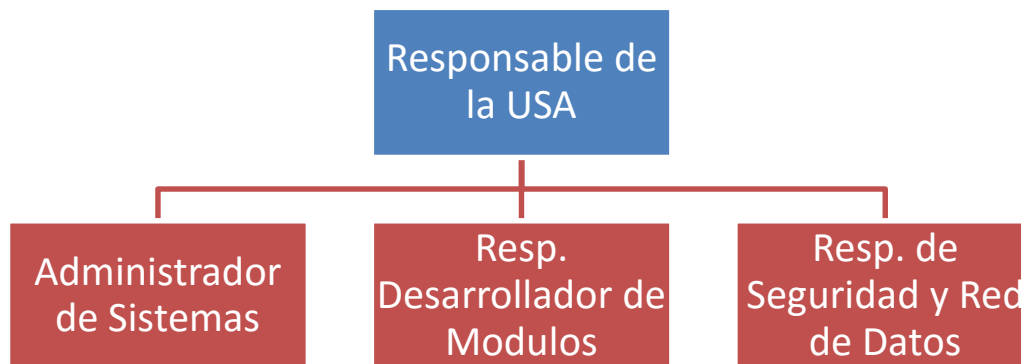 Responsable de
la USA
Administrador
de Sistemas
Resp.
Desarrollador de
Modulos
Resp. de
Seguridad y Red
de Datos